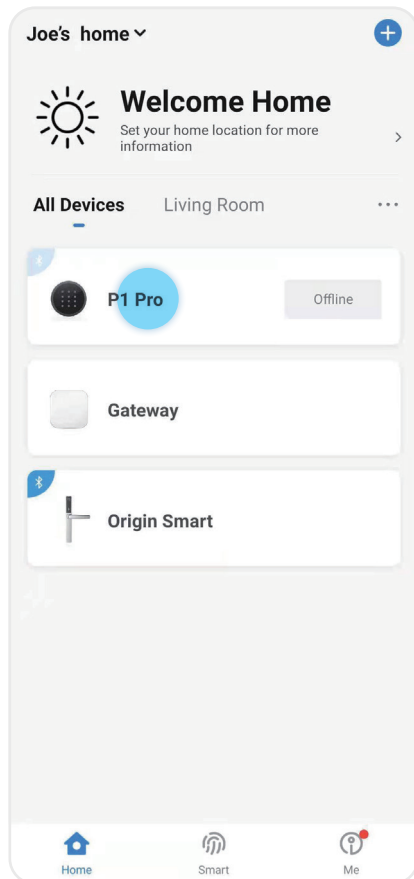 Joe's home
Welcome Home
Set your home location for more
information
All Devices Living Room
P1 Pro Offline
Gateway
Origin Smart
Home Smart Me